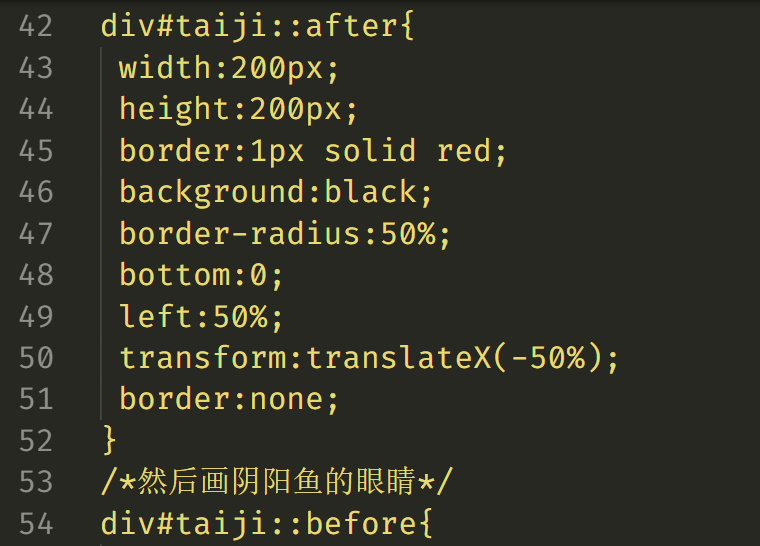 42 div#taiji::after{
43 width:200px;
44 height:200px;
45 border:1px solid red;
46 background:black;
47 border-radius:50%;
48 bottom:0;
49 left:50%;
50 transform:translateX(-50%);
51 border:none;
52 }
53 /*然后画阴阳鱼的眼睛*/
54 div#taiji::before{